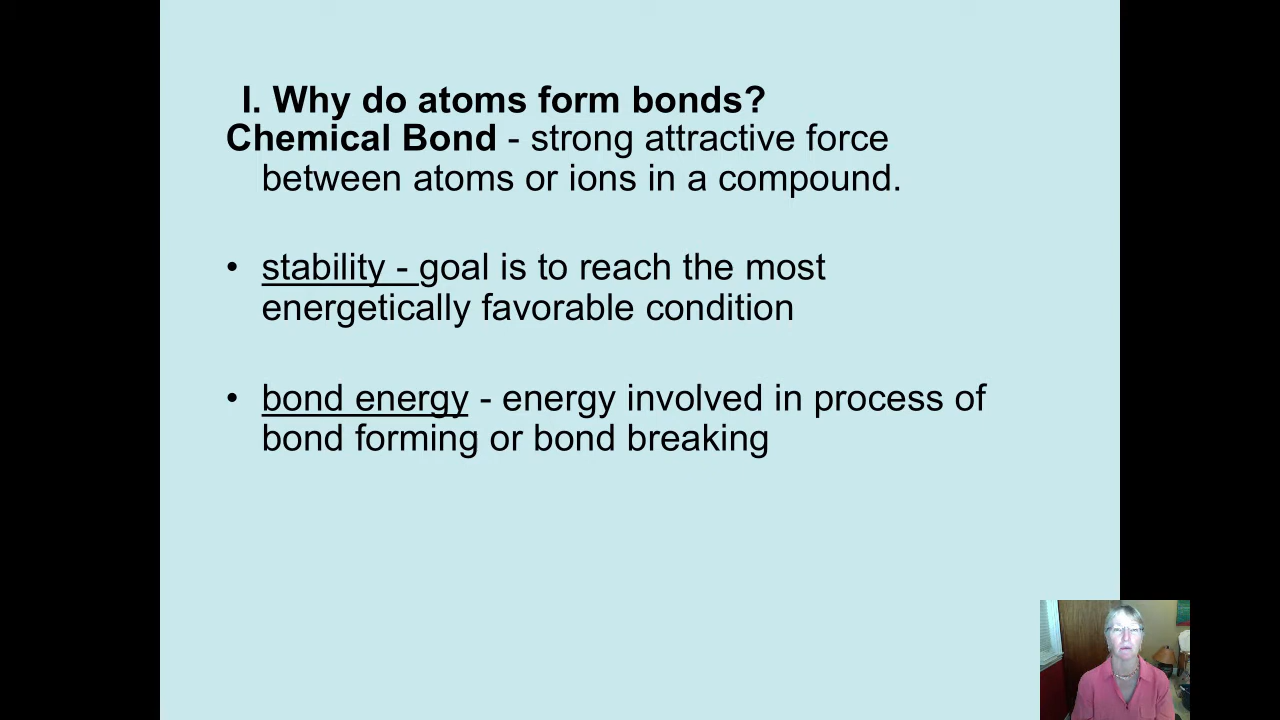 I. Why do atoms form bonds?
Chemical Bond - strong attractive force
between atoms or ions in a compound.
• stability - goal is to reach the most
energetically favorable condition
• bond energy - energy involved in process of
bond forming or bond breaking